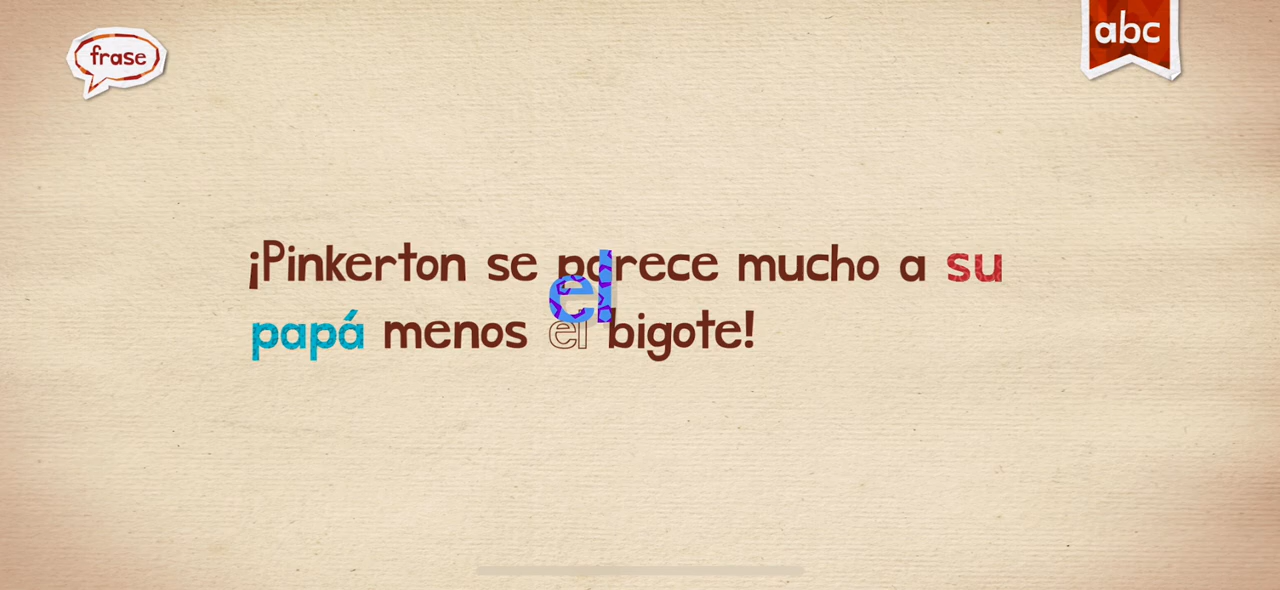 frase
abc
¡Pinkerton se parece mucho a su
papá menos el bigote!
el